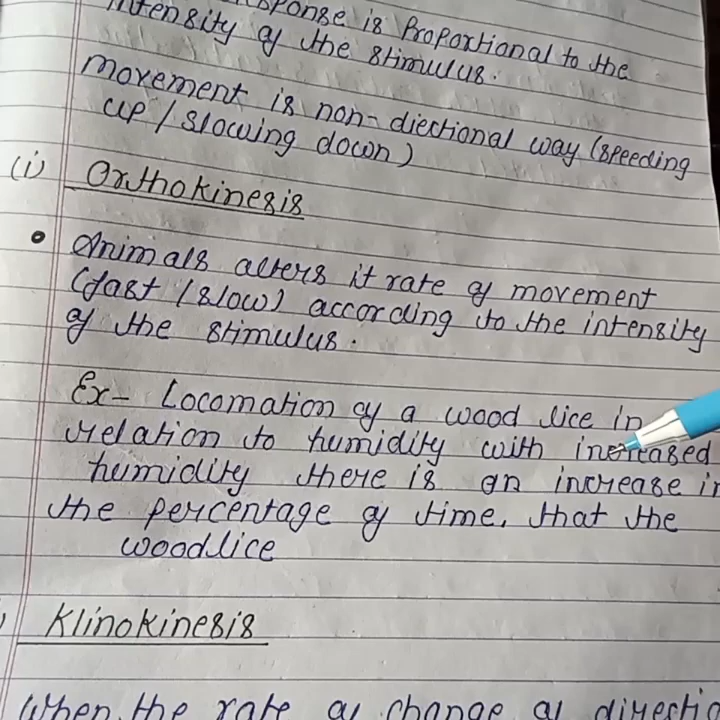 Intensity of the stimulus.
Response is Proportional to the
movement is non-diectional way (speeding
up / slowing down)
(i) Orthokinesis
• Animals alters it rate of movement
(fast / slow) according to the intensity
of the stimulus.
Ex- Locomation of a wood lice in
relation to humidity with increased
humidity there is an increase in
the percentage of time, that the
woodlice
Klinokinesis
When the rate of change of directio